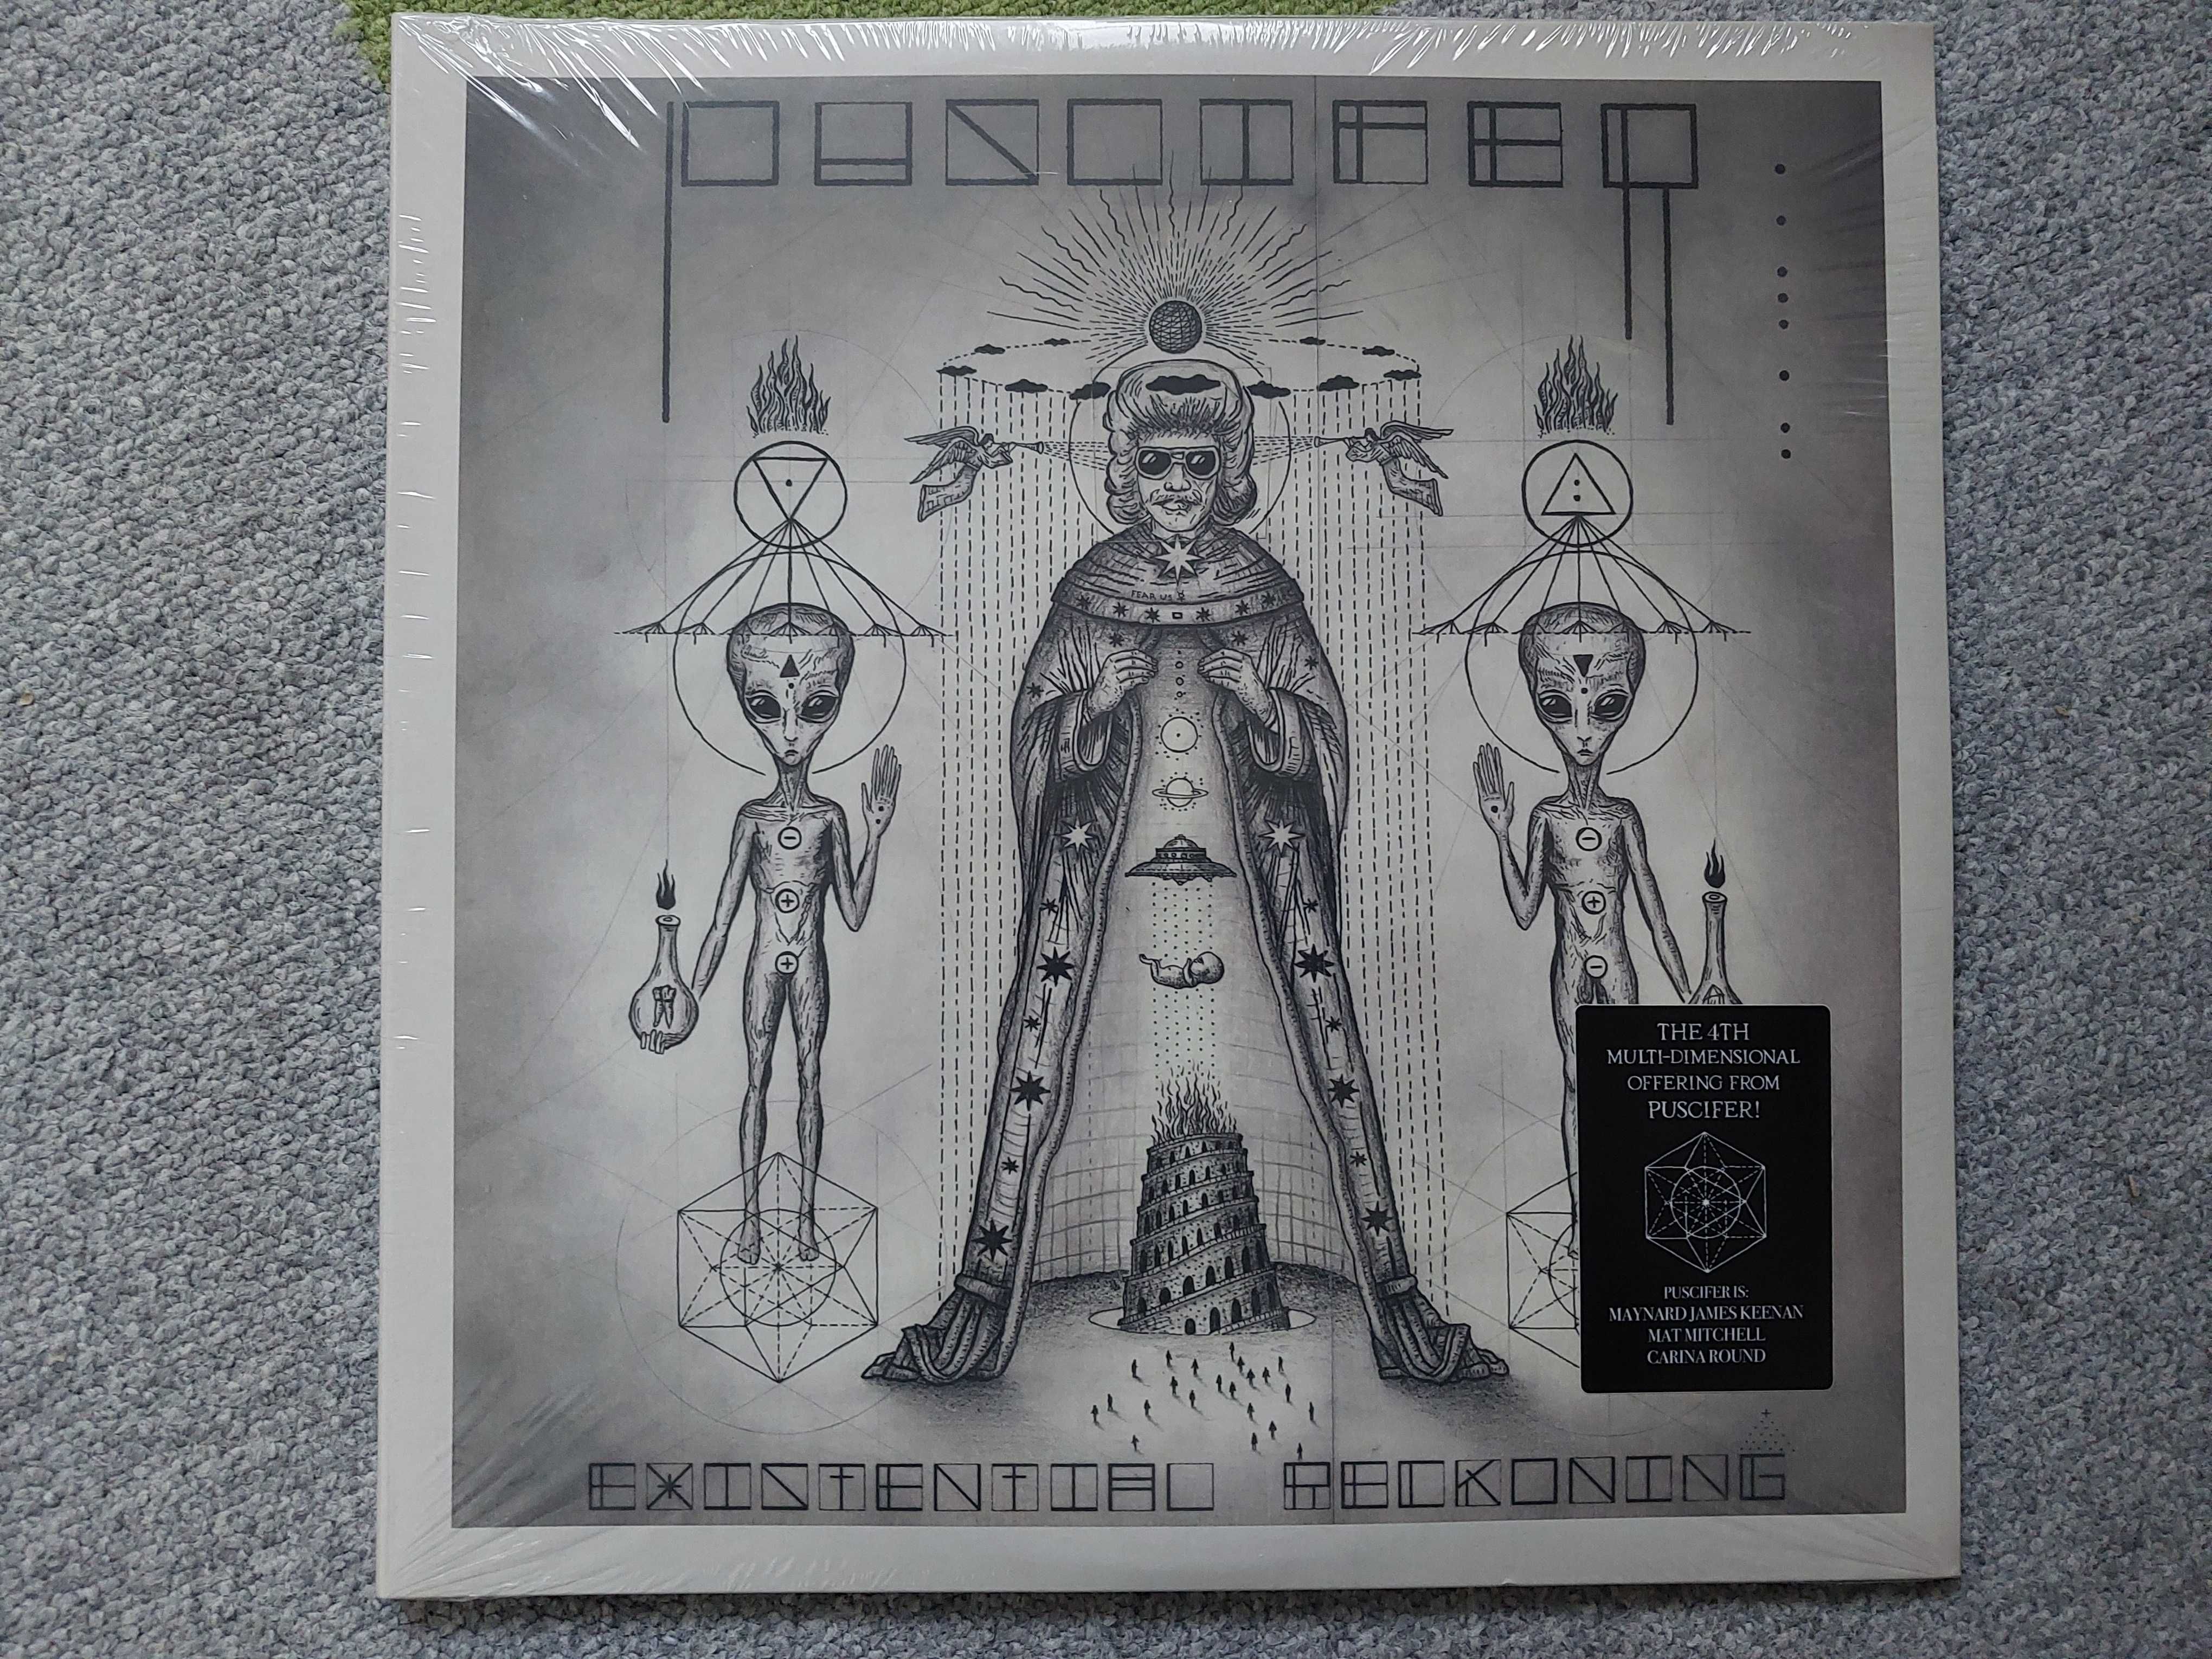 PUSCIFER
FEAR US
THE 4TH
MULTI-DIMENSIONAL
OFFERING FROM
PUSCIFER!
PUSCIFER IS:
MAYNARD JAMES KEENAN
MAT MITCHELL
CARINA ROUND
EXISTENTIAL RECKONING